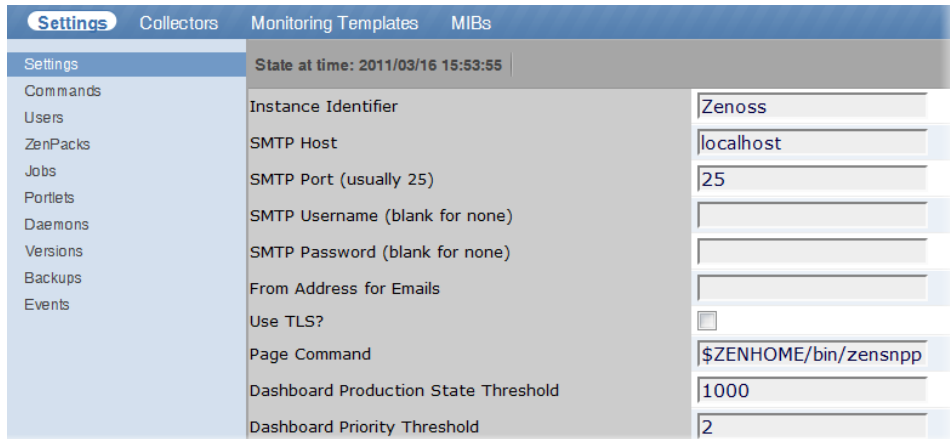 Settings Collectors Monitoring Templates MIBs
Settings
Commands
Users
ZenPacks
Jobs
Portlets
Daemons
Versions
Backups
Events
State at time: 2011/03/16 15:53:55
Instance Identifier Zenoss
SMTP Host localhost
SMTP Port (usually 25) 25
SMTP Username (blank for none)
SMTP Password (blank for none)
From Address for Emails
Use TLS?
Page Command $ZENHOME/bin/zensnpp
Dashboard Production State Threshold 1000
Dashboard Priority Threshold 2